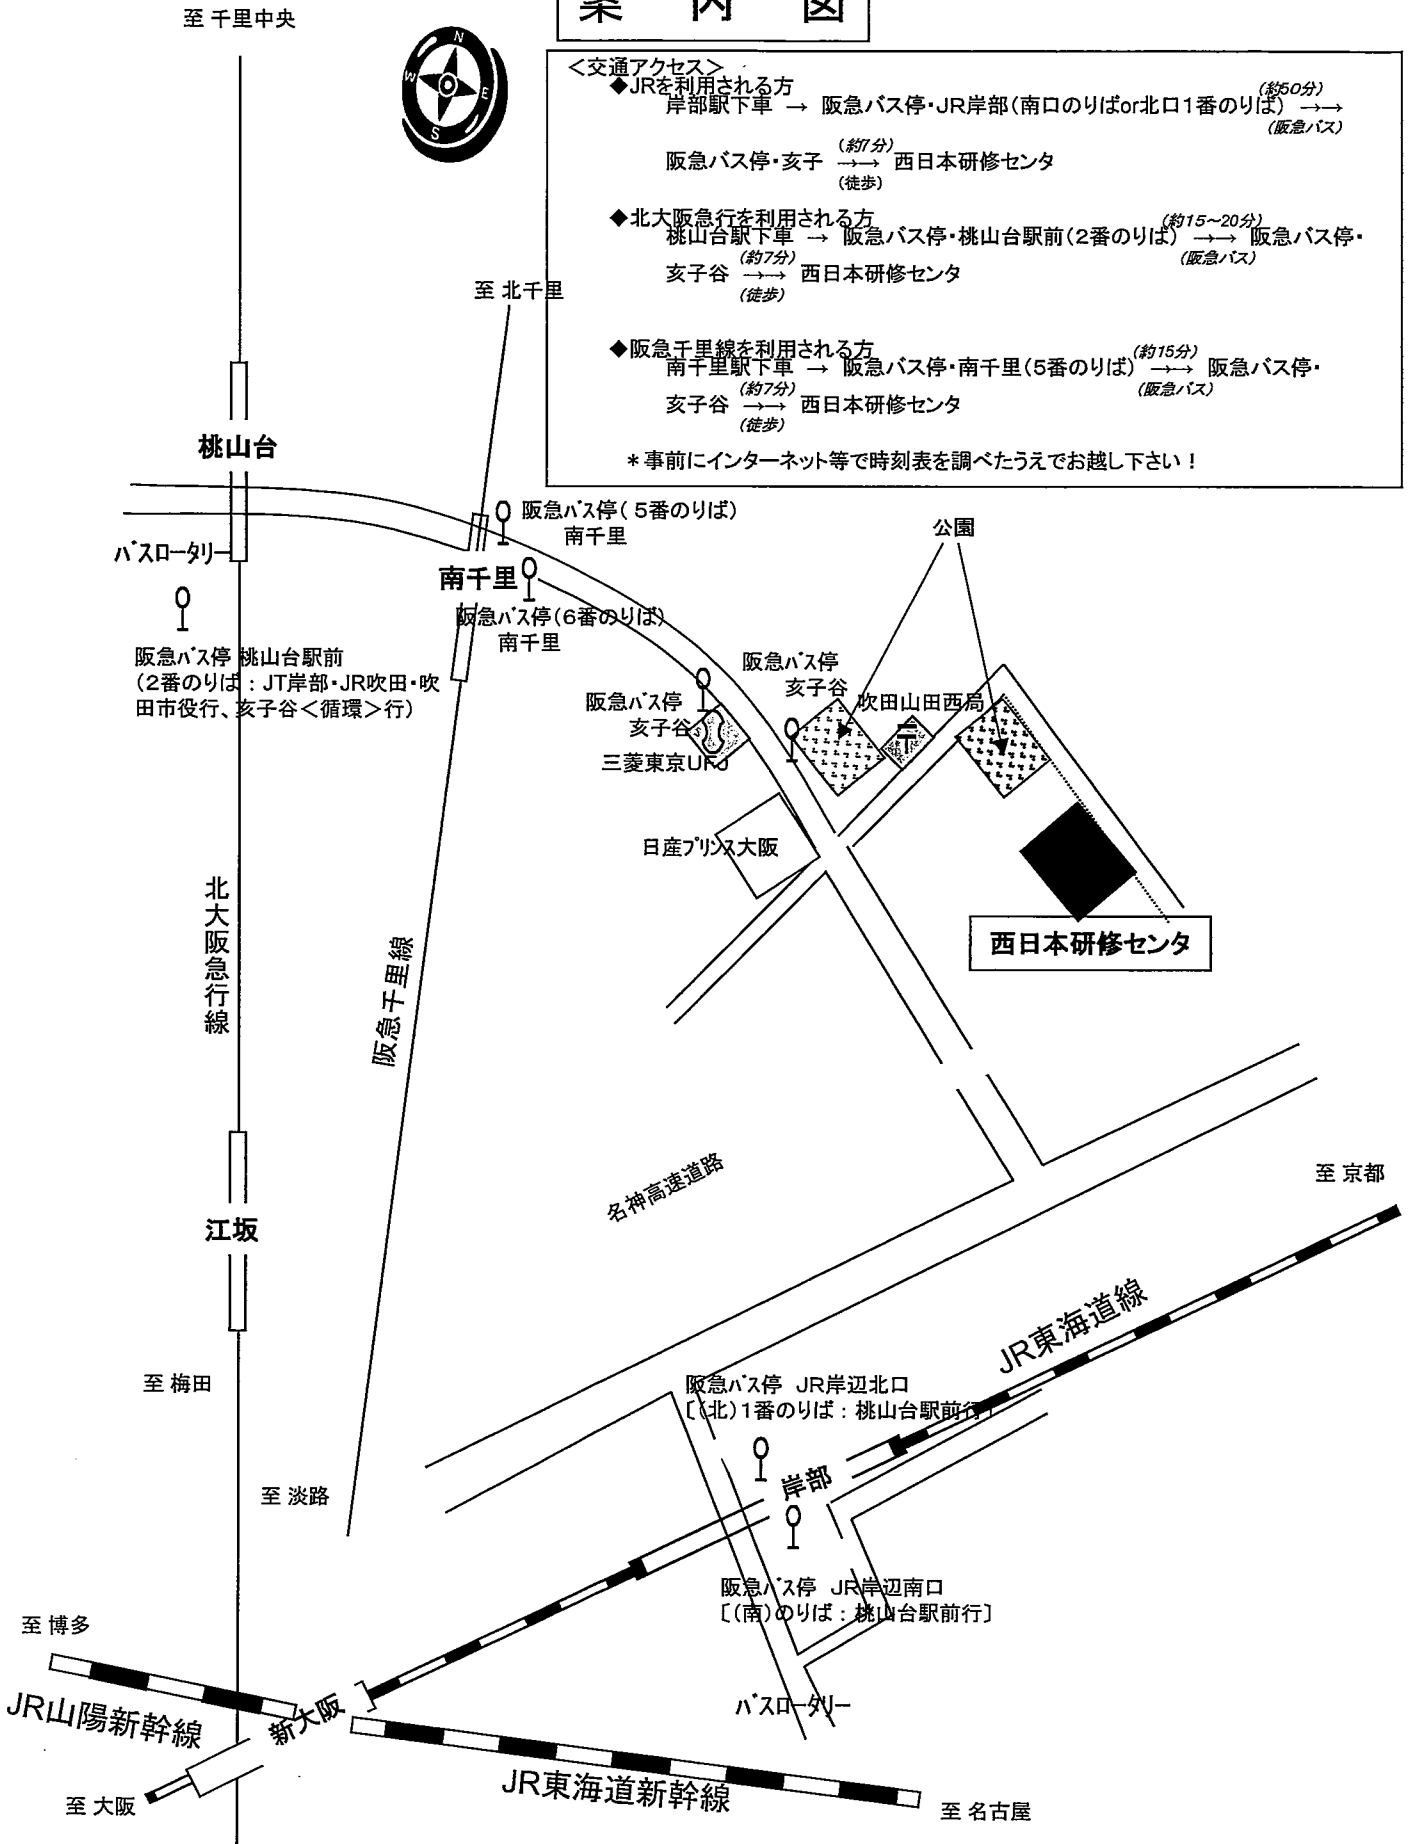 案 内 図
至 千里中央
N
W
E
S
＜交通アクセス＞
◆JRを利用される方
(約50分)
岸部駅下車 → 阪急バス停・JR岸部(南口のりばor北口１番のりば) →→
(阪急バス)
(約7分)
阪急バス停・亥子 →→ 西日本研修センタ
(徒歩)
◆北大阪急行を利用される方
(約15～20分)
桃山台駅下車 → 阪急バス停・桃山台駅前(2番のりば) →→ 阪急バス停・
(阪急バス)
(約7分)
亥子谷 →→ 西日本研修センタ
(徒歩)
◆阪急千里線を利用される方
(約15分)
南千里駅下車 → 阪急バス停・南千里(5番のりば) →→ 阪急バス停・
(阪急バス)
(約7分)
亥子谷 →→ 西日本研修センタ
(徒歩)
＊事前にインターネット等で時刻表を調べたうえでお越し下さい！
至 北千里
桃山台
阪急バス停( 5番のりば)
南千里
公園
バスロータリー
南千里
阪急バス停(6番のりば)
南千里
阪急バス停 桃山台駅前
(2番のりば：JT岸部・JR吹田・吹
田市役行、亥子谷＜循環＞行)
阪急バス停
亥子谷
阪急バス停
亥子谷
吹田山田西局
〒
三菱東京UFJ
日産プリンス大阪
西日本研修センタ
北大阪急行線
阪急千里線
名神高速道路
至 京都
江坂
JR東海道線
至 梅田
阪急バス停 JR岸辺北口
〔(北)１番のりば：桃山台駅前行〕
岸部
至 淡路
阪急バス停 JR岸辺南口
〔(南)のりば：桃山台駅前行〕
至 博多
JR山陽新幹線
新大阪
バスロータリー
JR東海道新幹線
至 大阪
至 名古屋